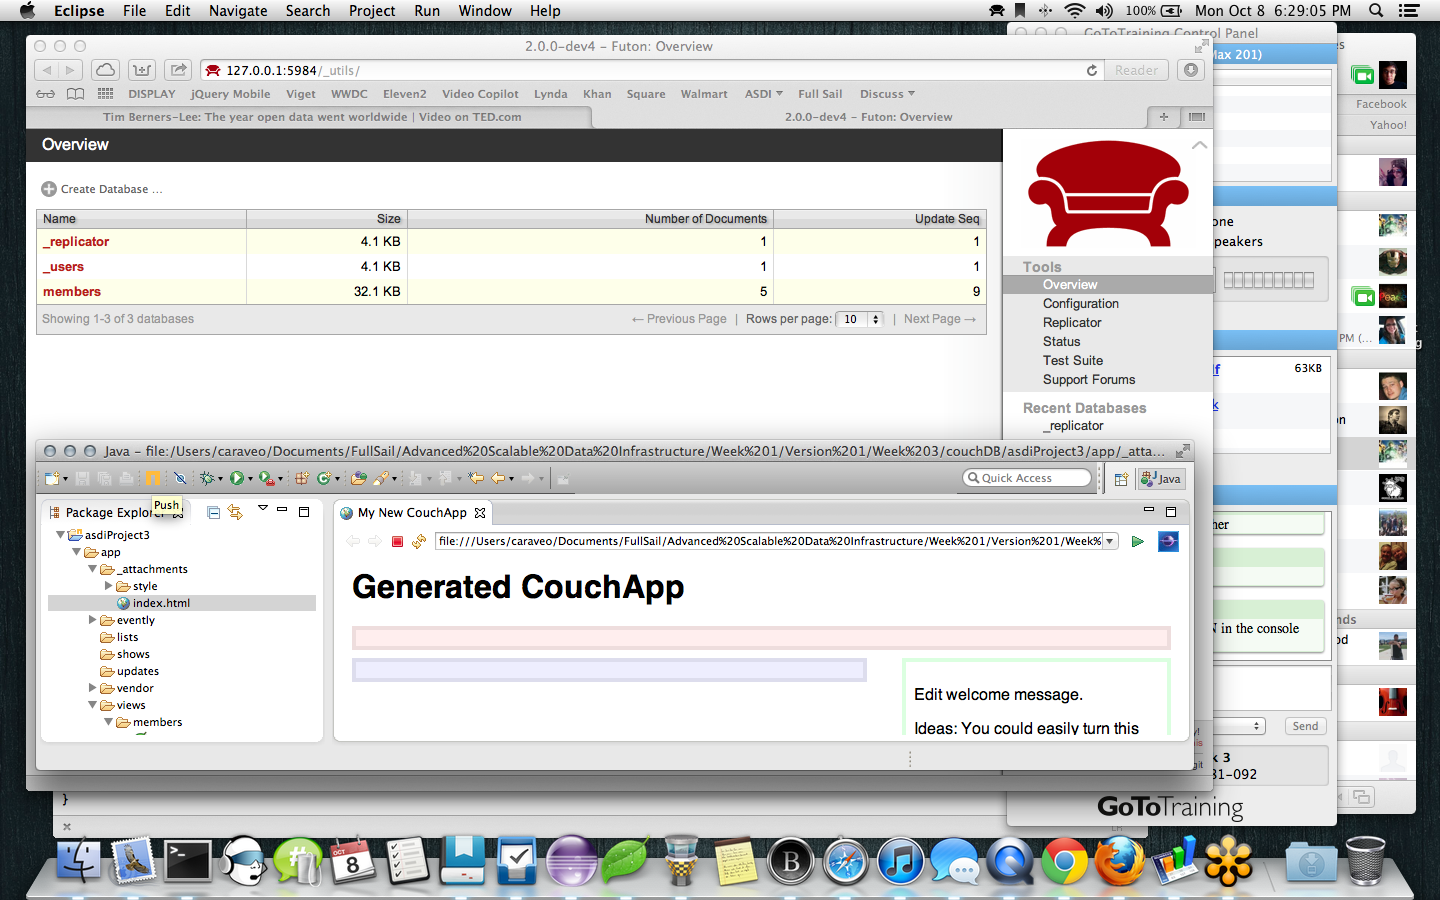 Eclipse File Edit Navigate Search Project Run Window Help 100% Mon Oct 8 6:29:05 PM
GoToTraining Control Panel
2.0.0-dev4 – Futon: Overview
Max 201)
127.0.0.1:5984/_utils/ Reader
DISPLAY jQuery Mobile Viget WWDC Eleven2 Video Copilot Lynda Khan Square Walmart ASDI Full Sail Discuss
Facebook
Yahoo!
Tim Berners-Lee: The year open data went worldwide | Video on TED.com
2.0.0-dev4 – Futon: Overview
Overview
Create Database ...
Name Size Number of Documents Update Seq
_replicator 4.1 KB 1 1
_users 4.1 KB 1 1
members 32.1 KB 5 9
Showing 1-3 of 3 databases
← Previous Page | Rows per page: 10 | Next Page →
Tools
Overview
Configuration
Replicator
Status
Test Suite
Support Forums
Recent Databases
_replicator
one
peakers
PM (...
63KB
Java – file:/Users/caraveo/Documents/FullSail/Advanced%20Scalable%20Data%20Infrastructure/Week%201/Version%201/Week%203/couchDB/asdiProject3/app/_atta...
Quick Access
Java
Push
Package Explorer
asdiProject3
app
_attachments
style
index.html
evently
lists
shows
updates
vendor
views
members
My New CouchApp
file:///Users/caraveo/Documents/FullSail/Advanced%20Scalable%20Data%20Infrastructure/Week%201/Version%201/Week%
Generated CouchApp
Edit welcome message.
Ideas: You could easily turn this
her
N in the console
Send
k 3
81-092
GoToTraining
}
OCT
8